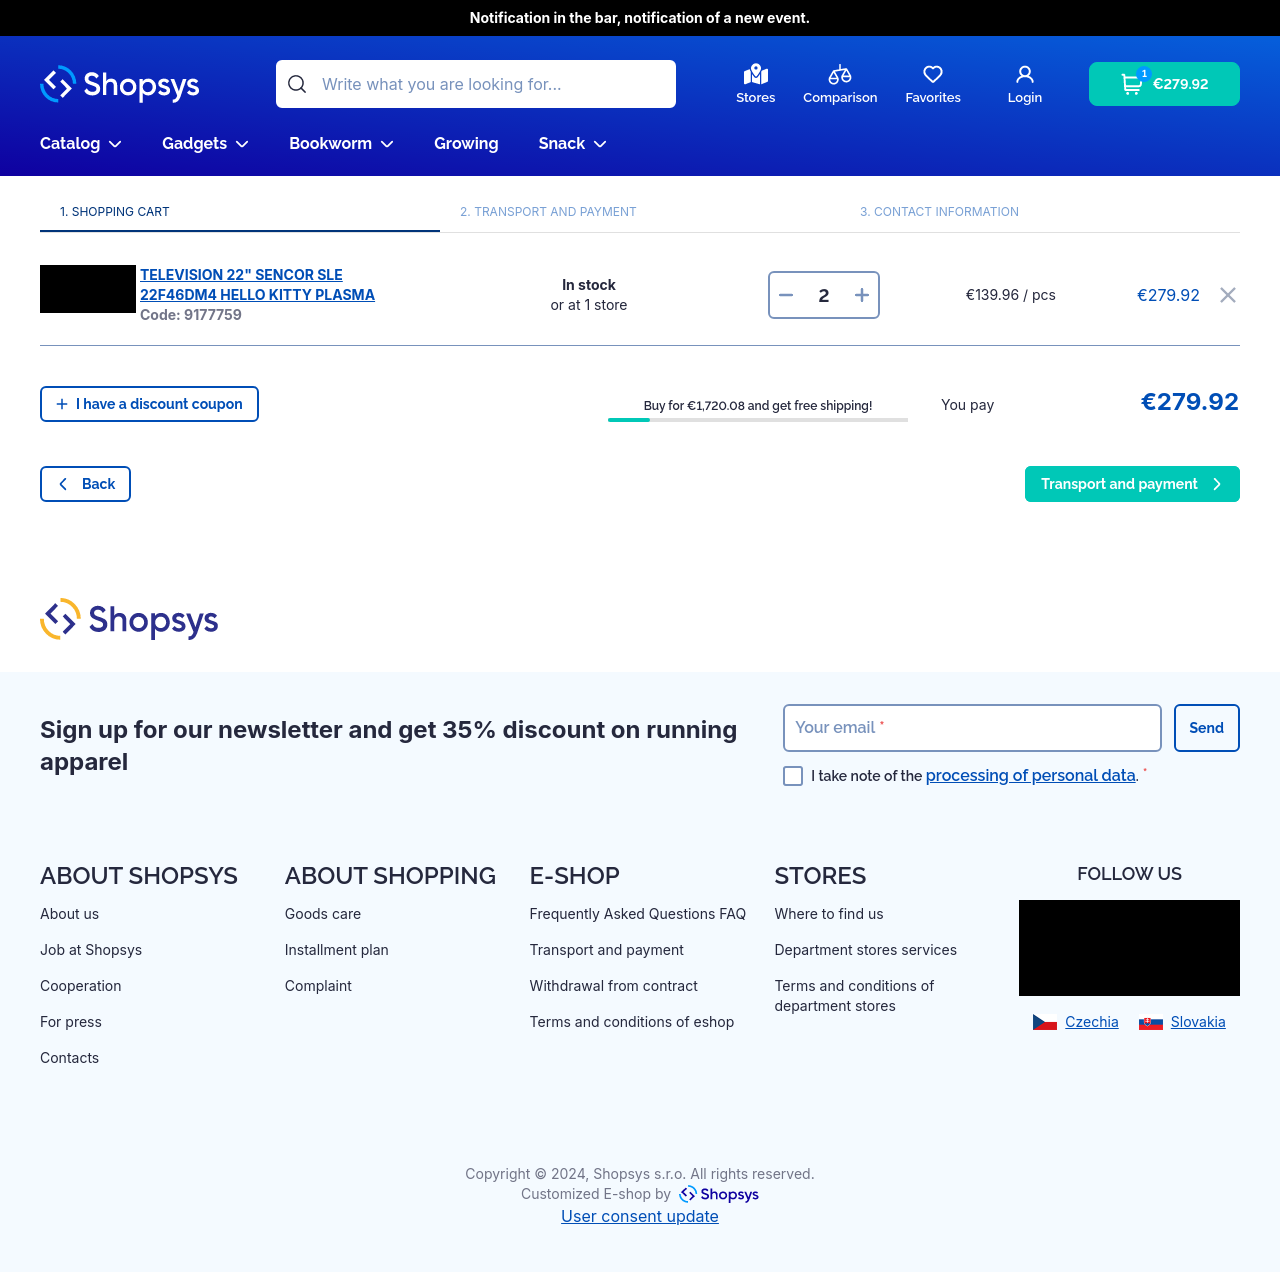 Notification in the bar, notification of a new event.
Shopsys
Write what you are looking for...
Stores
Comparison
Favorites
Login
1
€279.92
Catalog
Gadgets
Bookworm
Growing
Snack
1. SHOPPING CART
2. TRANSPORT AND PAYMENT
3. CONTACT INFORMATION
TELEVISION 22" SENCOR SLE
22F46DM4 HELLO KITTY PLASMA
Code: 9177759
In stock
or at 1 store
2
€139.96 / pcs
€279.92
I have a discount coupon
Buy for €1,720.08 and get free shipping!
You pay
€279.92
Back
Transport and payment
Shopsys
Sign up for our newsletter and get 35% discount on running
apparel
Your email *
Send
I take note of the processing of personal data. *
ABOUT SHOPSYS
About us
Job at Shopsys
Cooperation
For press
Contacts
ABOUT SHOPPING
Goods care
Installment plan
Complaint
E-SHOP
Frequently Asked Questions FAQ
Transport and payment
Withdrawal from contract
Terms and conditions of eshop
STORES
Where to find us
Department stores services
Terms and conditions of
department stores
FOLLOW US
Czechia
Slovakia
Copyright © 2024, Shopsys s.r.o. All rights reserved.
Customized E-shop by Shopsys
User consent update